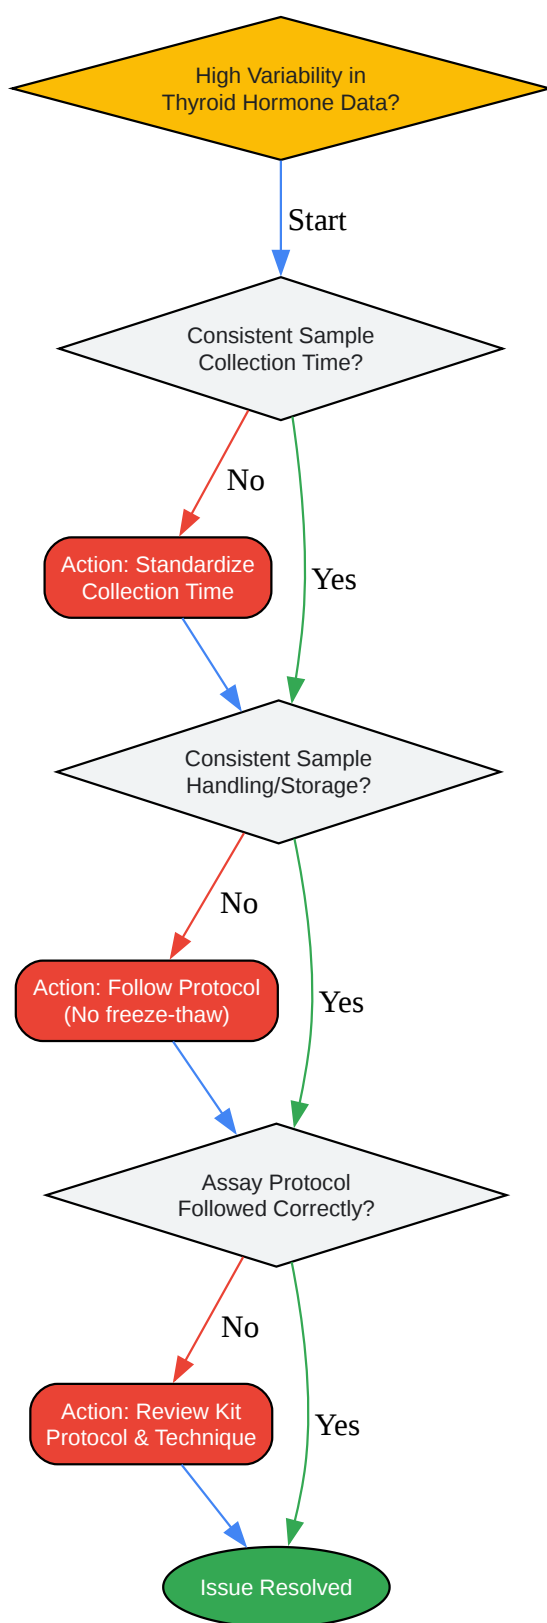 High Variability in
Thyroid Hormone Data?
Start
Consistent Sample
Collection Time?
No
Action: Standardize
Collection Time
Yes
Consistent Sample
Handling/Storage?
No
Action: Follow Protocol
(No freeze-thaw)
Yes
Assay Protocol
Followed Correctly?
No
Action: Review Kit
Protocol & Technique
Yes
Issue Resolved